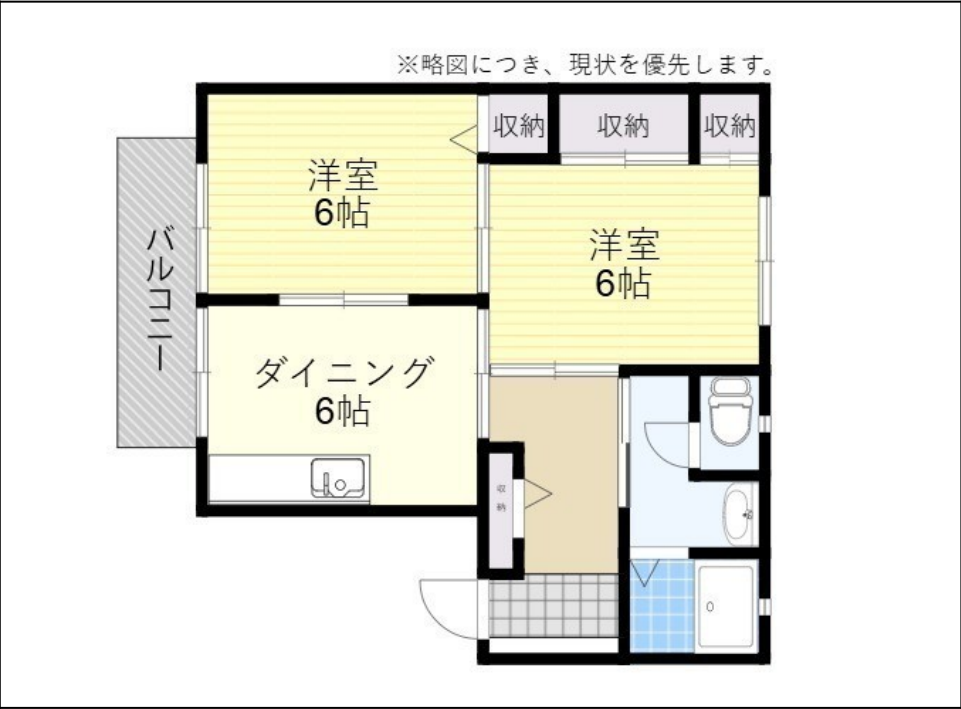 ※略図につき、現状を優先します。
収納
収納
収納
洋室
6帖
洋室
6帖
バルコニー
ダイニング
6帖
収納